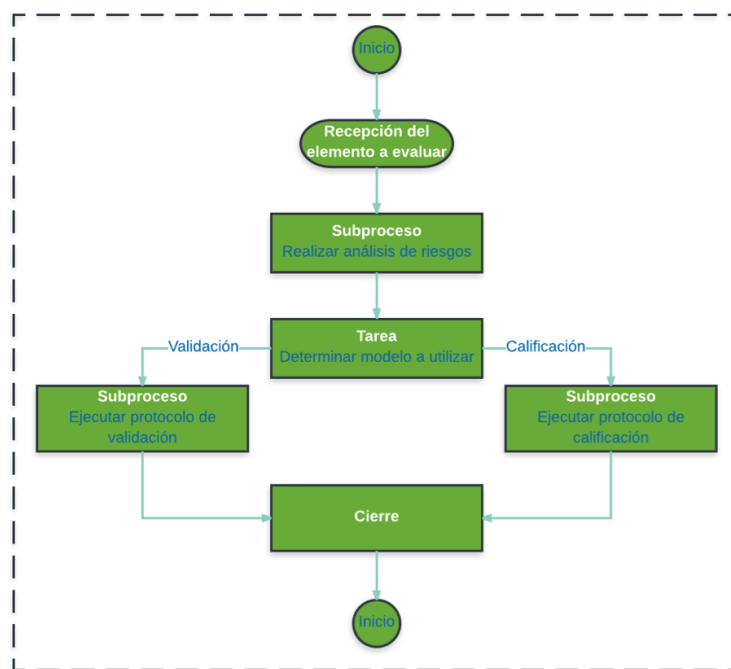 Inicio
Recepción del
elemento a evaluar
Subproceso
Realizar análisis de riesgos
Tarea
Determinar modelo a utilizar
Validación
Calificación
Subproceso
Ejecutar protocolo de
validación
Subproceso
Ejecutar protocolo de
calificación
Cierre
Inicio